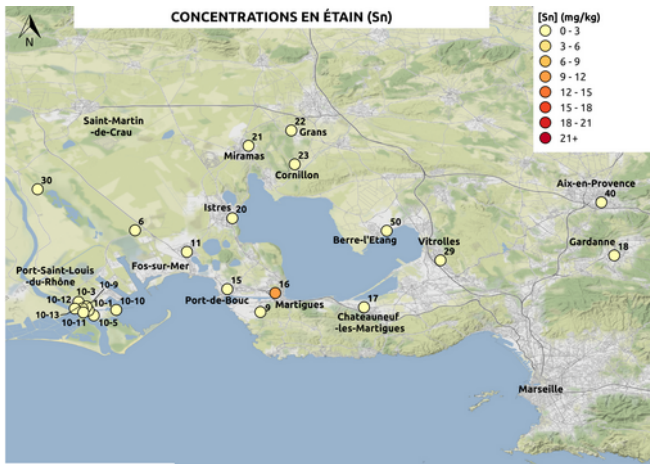 CONCENTRATIONS EN ÉTAIN (Sn)
[Sn] (mg/kg)
0 - 3
3 - 6
6 - 9
9 - 12
12 - 15
15 - 18
18 - 21
21+
N
Saint-Martin
-de-Crau
22
Grans
21
Miramas
23
Cornillon
30
Aix-en-Provence
40
Istres
20
6
50
Berre-l'Etang
Vitrolles
29
Gardanne
18
11
Fos-sur-Mer
Port-Saint-Louis
-du-Rhône
10-9
10-3
10-12
10-1
10-10
10-13
10-11
10-5
15
Port-de-Bouc
16
Martigues
9
17
Chateauneuf
-les-Martigues
Marseille